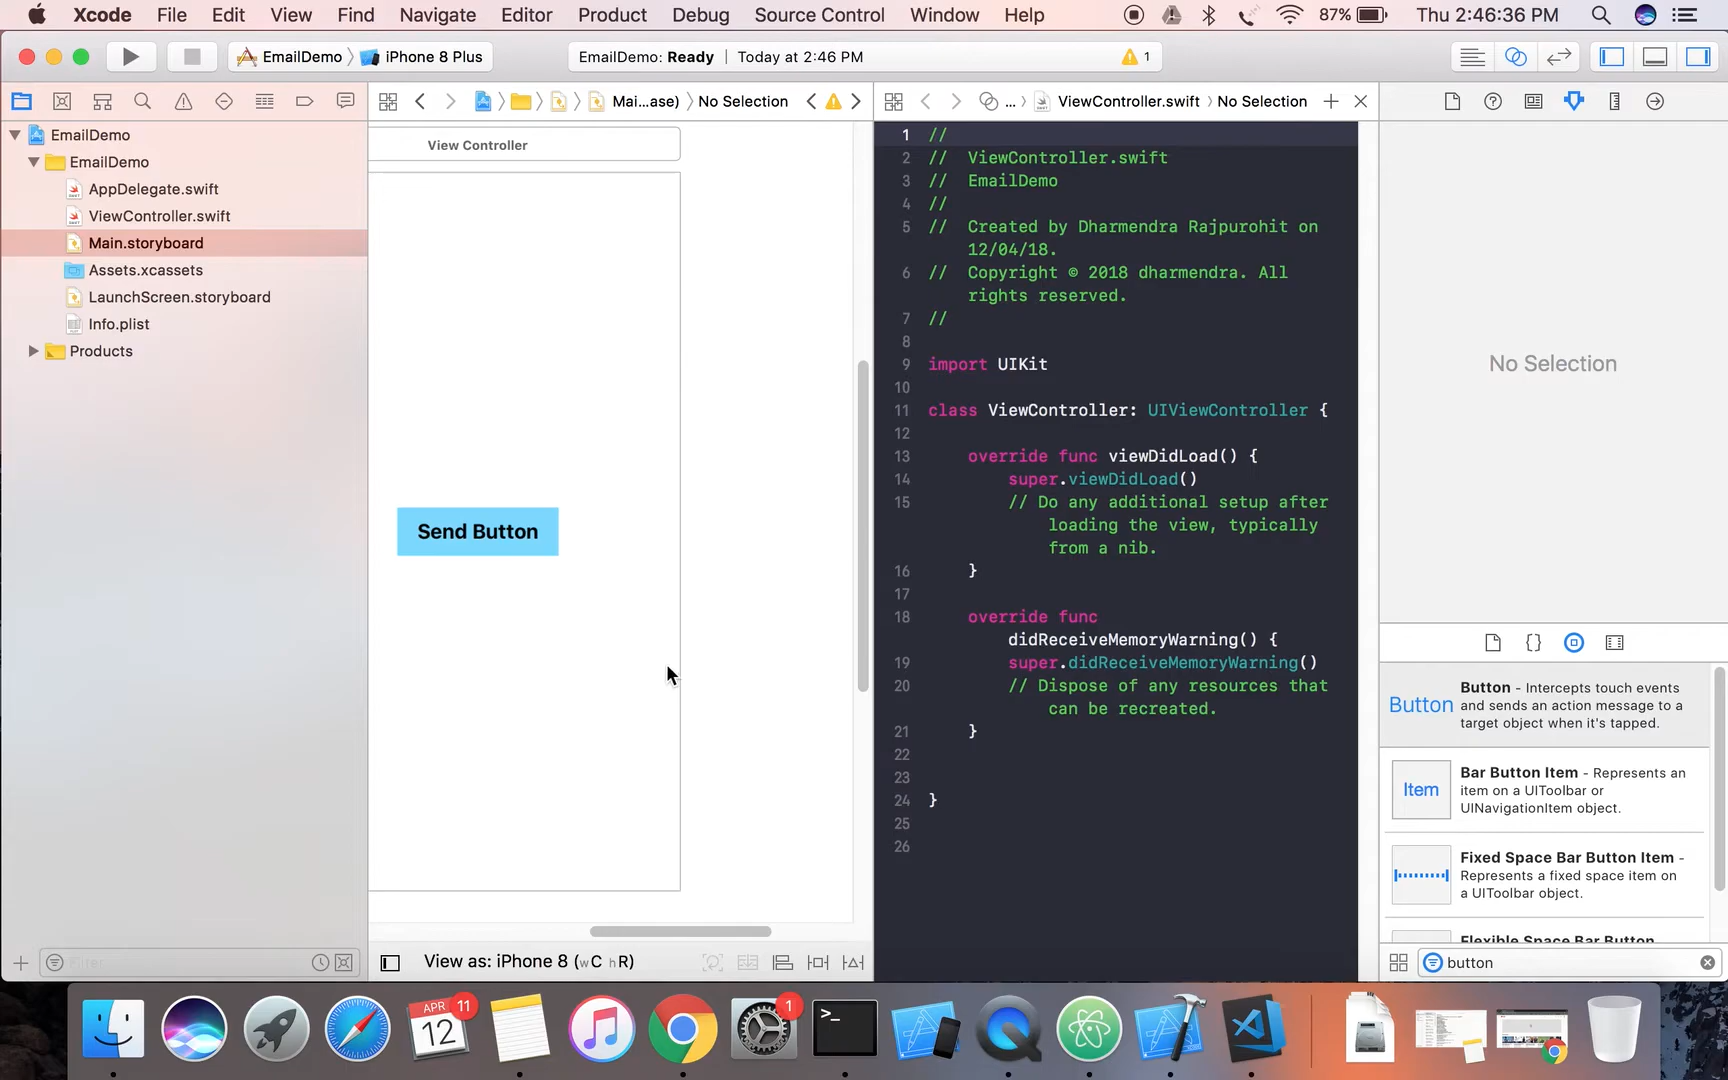 Xcode File Edit View Find Navigate Editor Product Debug Source Control Window Help 87% Thu 2:46:36 PM
EmailDemo iPhone 8 Plus
EmailDemo: Ready | Today at 2:46 PM
1
Mai...ase) No Selection
... ViewController.swift No Selection
EmailDemo
EmailDemo
AppDelegate.swift
ViewController.swift
Main.storyboard
Assets.xcassets
LaunchScreen.storyboard
Info.plist
Products
Filter
View Controller
Send Button
View as: iPhone 8 (wC hR)
1 //
2 // ViewController.swift
3 // EmailDemo
4 //
5 // Created by Dharmendra Rajpurohit on
12/04/18.
6 // Copyright © 2018 dharmendra. All
rights reserved.
7 //
8
9 import UIKit
10
11 class ViewController: UIViewController {
12
13 override func viewDidLoad() {
14 super.viewDidLoad()
15 // Do any additional setup after
loading the view, typically
from a nib.
16 }
17
18 override func
didReceiveMemoryWarning() {
19 super.didReceiveMemoryWarning()
20 // Dispose of any resources that
can be recreated.
21 }
22
23
24 }
25
26
No Selection
{}
Button
Button - Intercepts touch events
and sends an action message to a
target object when it's tapped.
Item
Bar Button Item - Represents an
item on a UIToolbar or
UINavigationItem object.
Fixed Space Bar Button Item -
Represents a fixed space item on
a UIToolbar object.
Flexible Space Bar Button
button
APR
12
11
1
>_